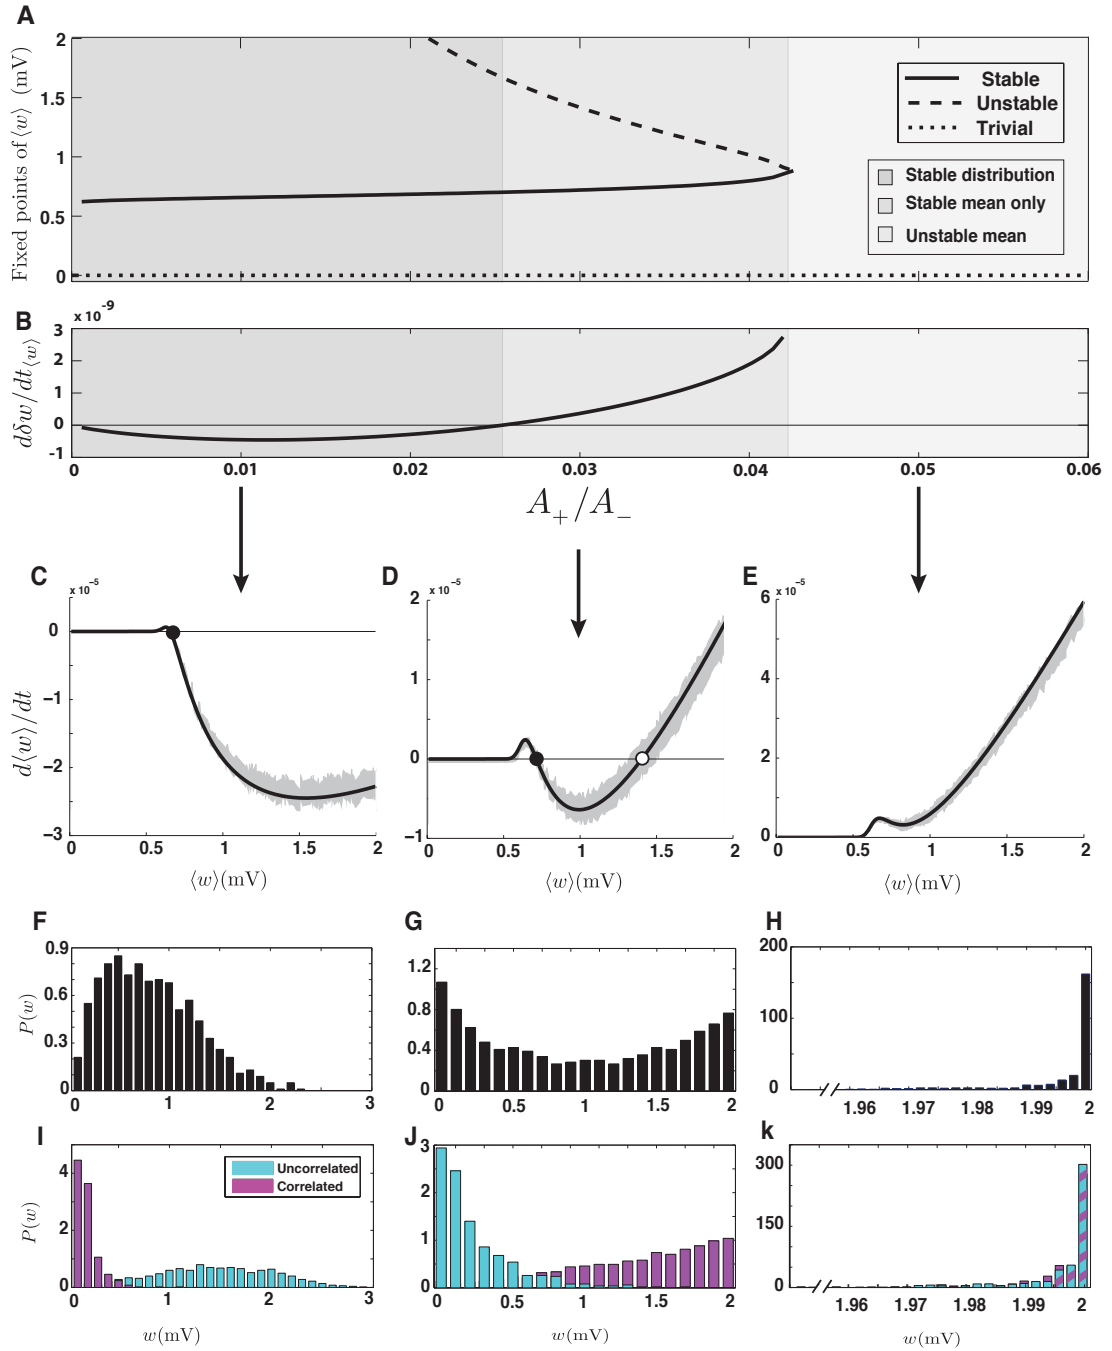 A
Fixed points of ⟨w⟩ (mV)
2
1.5
1
0.5
0
Stable
Unstable
Trivial
Stable distribution
Stable mean only
Unstable mean
B
x 10^-9
dδw/dt⟨w⟩
3
2
1
0
-1
0 0.01 0.02 0.03 0.04 0.05 0.06
A₊/A₋
C
x 10^-5
d⟨w⟩/dt
0
−1
−2
−3
0 0.5 1 1.5 2
⟨w⟩(mV)
D
x 10^-5
2
1
0
−1
0 0.5 1 1.5 2
⟨w⟩(mV)
E
x 10^-5
6
4
2
0
0 0.5 1 1.5 2
⟨w⟩(mV)
F
P(w)
0.9
0.6
0.3
0
0 1 2 3
G
1.2
0.8
0.4
0
0 0.5 1 1.5 2
H
200
100
0
1.96 1.97 1.98 1.99 2
I
P(w)
4
2
0
Uncorrelated
Correlated
0 1 2 3
w(mV)
J
3
2
1
0
0 0.5 1 1.5 2
w(mV)
k
300
150
0
1.96 1.97 1.98 1.99 2
w(mV)